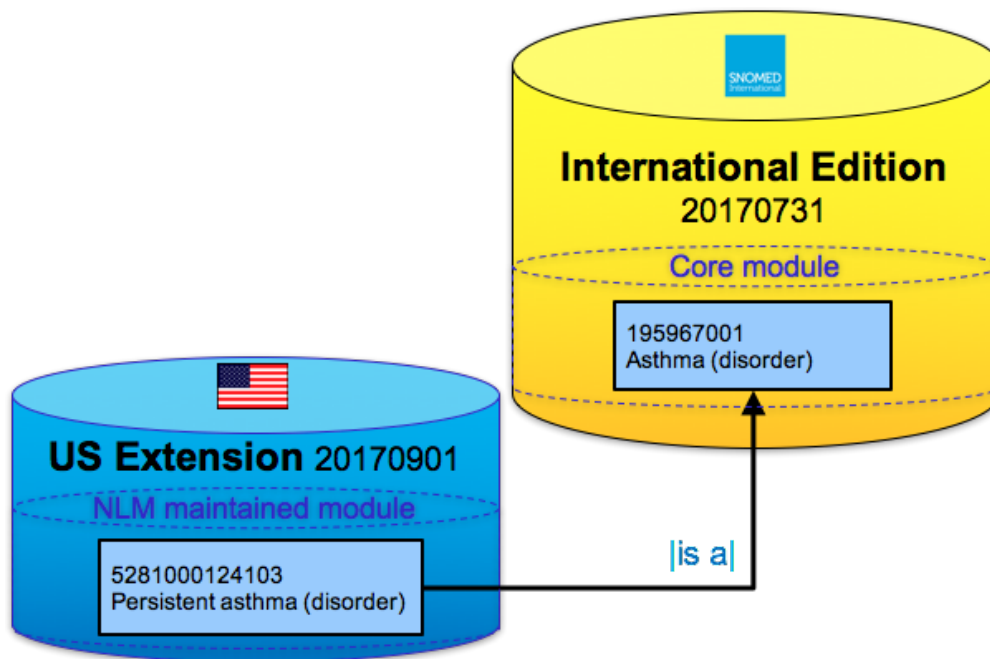 SNOMED
International
International Edition
20170731
Core module
195967001
Asthma (disorder)
US Extension 20170901
NLM maintained module
5281000124103
Persistent asthma (disorder)
|is a|